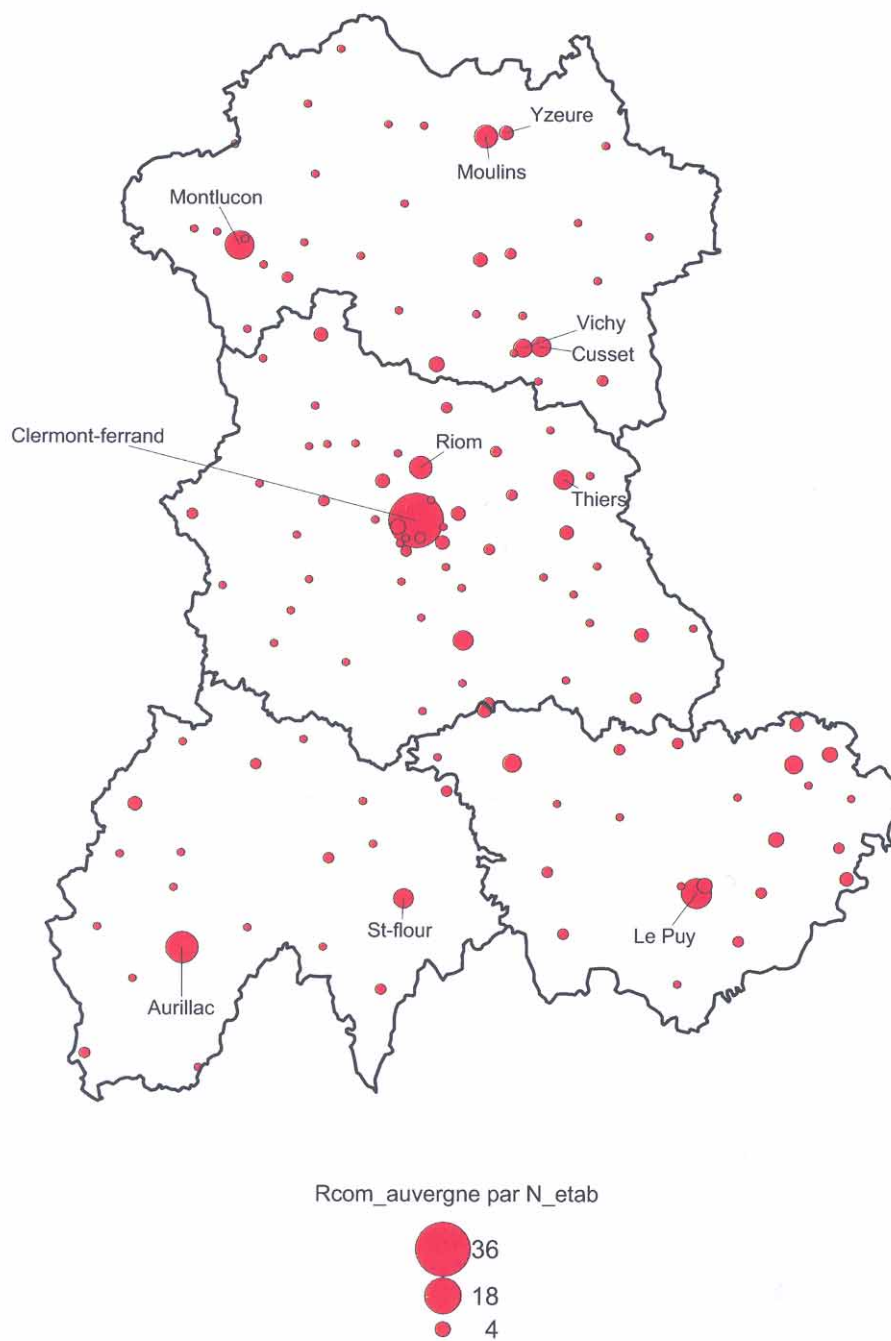 Yzeure
Moulins
Montlucon
Vichy
Cusset
Clermont-ferrand
Riom
Thiers
St-flour
Le Puy
Aurillac
Rcom_auvergne par N_etab
36
18
4